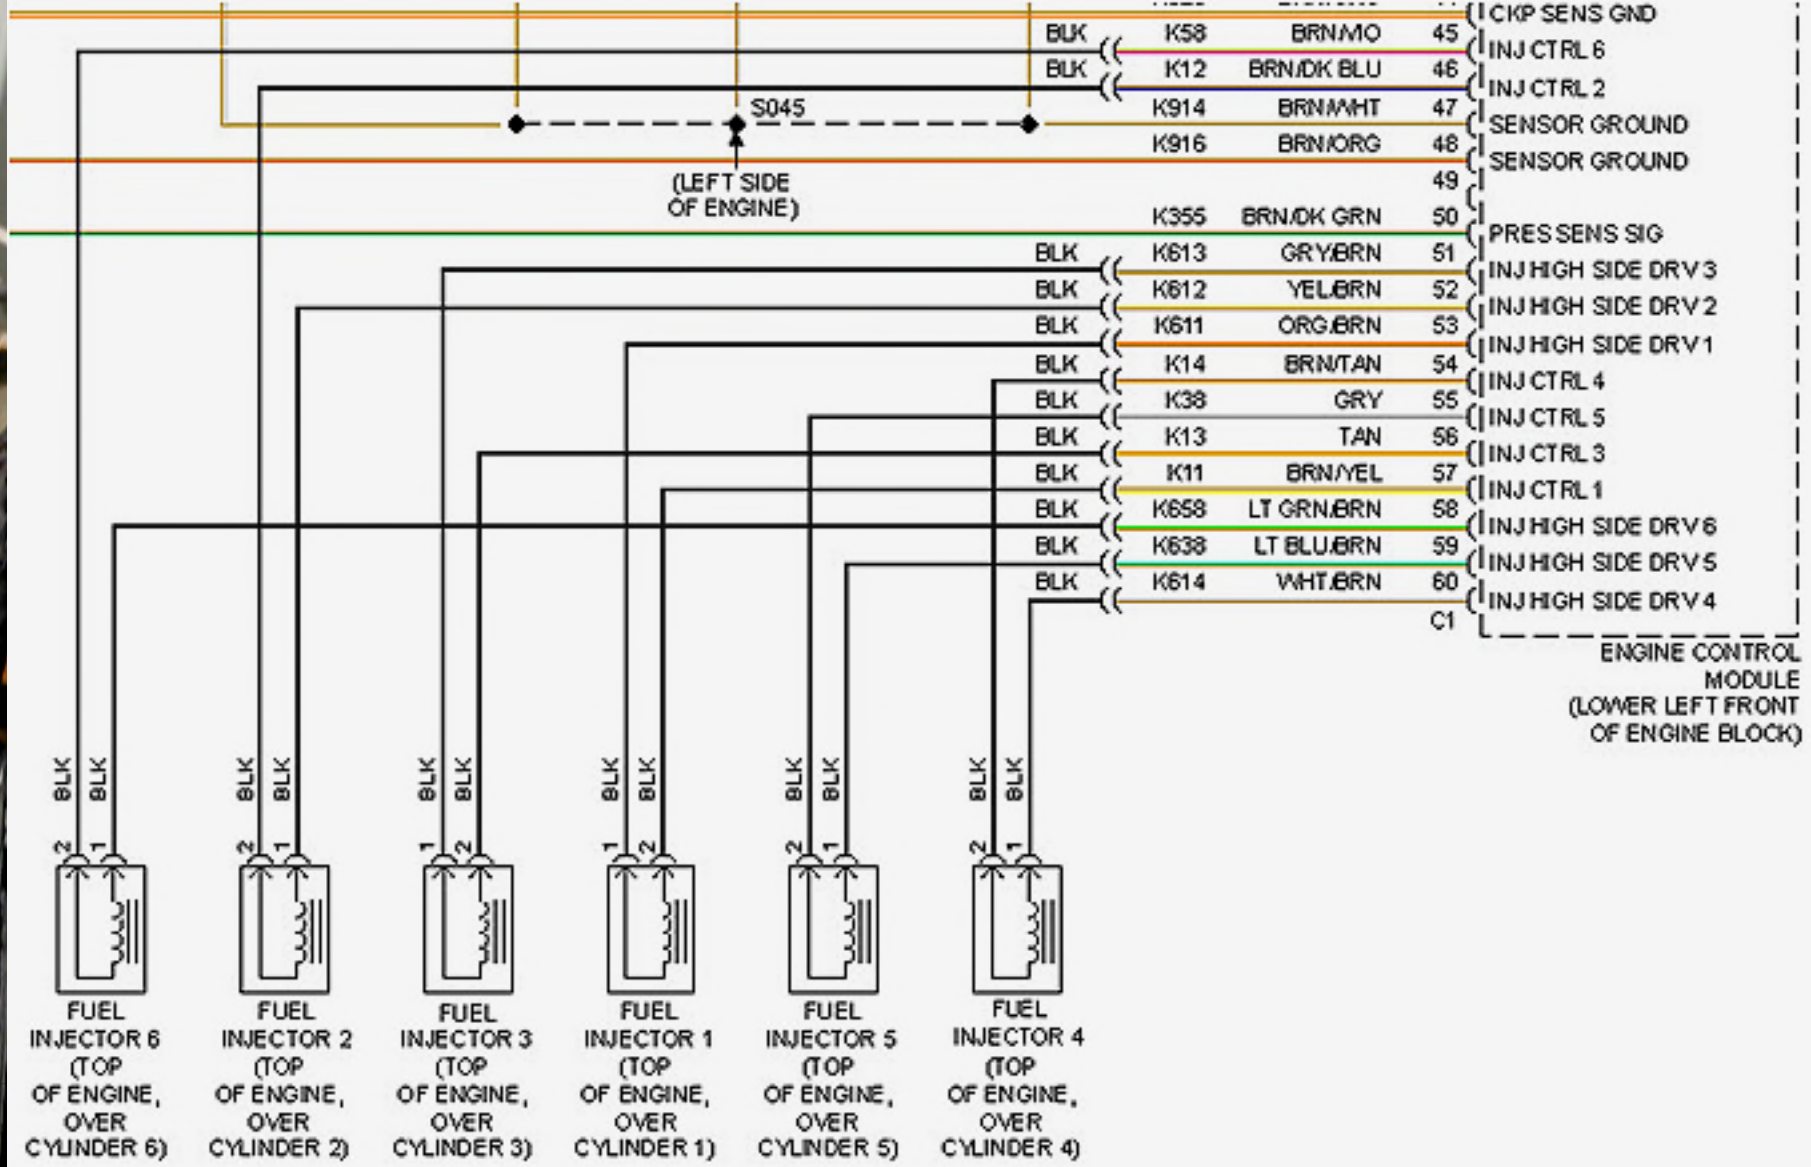 CKP SENS GND
BLK K58 BRN/VIO 45
INJ CTRL 6
BLK K12 BRN/DK BLU 46
INJ CTRL 2
S045 K914 BRN/WHT 47
SENSOR GROUND
K916 BRN/ORG 48
SENSOR GROUND
(LEFT SIDE
OF ENGINE)
49
K355 BRN/DK GRN 50
PRES SENS SIG
BLK K613 GRY/BRN 51
INJ HIGH SIDE DRV 3
BLK K612 YEL/BRN 52
INJ HIGH SIDE DRV 2
BLK K611 ORG/BRN 53
INJ HIGH SIDE DRV 1
BLK K14 BRN/TAN 54
INJ CTRL 4
BLK K38 GRY 55
INJ CTRL 5
BLK K13 TAN 56
INJ CTRL 3
BLK K11 BRN/YEL 57
INJ CTRL 1
BLK K658 LT GRN/BRN 58
INJ HIGH SIDE DRV 6
BLK K638 LT BLU/BRN 59
INJ HIGH SIDE DRV 5
BLK K614 WHT/BRN 60
INJ HIGH SIDE DRV 4
C1
ENGINE CONTROL
MODULE
(LOWER LEFT FRONT
OF ENGINE BLOCK)
BLK BLK BLK BLK BLK BLK BLK BLK BLK BLK BLK BLK
2 1 2 1 1 2 1 2 2 1 2 1
FUEL
INJECTOR 6
(TOP
OF ENGINE,
OVER
CYLINDER 6)
FUEL
INJECTOR 2
(TOP
OF ENGINE,
OVER
CYLINDER 2)
FUEL
INJECTOR 3
(TOP
OF ENGINE,
OVER
CYLINDER 3)
FUEL
INJECTOR 1
(TOP
OF ENGINE,
OVER
CYLINDER 1)
FUEL
INJECTOR 5
(TOP
OF ENGINE,
OVER
CYLINDER 5)
FUEL
INJECTOR 4
(TOP
OF ENGINE,
OVER
CYLINDER 4)